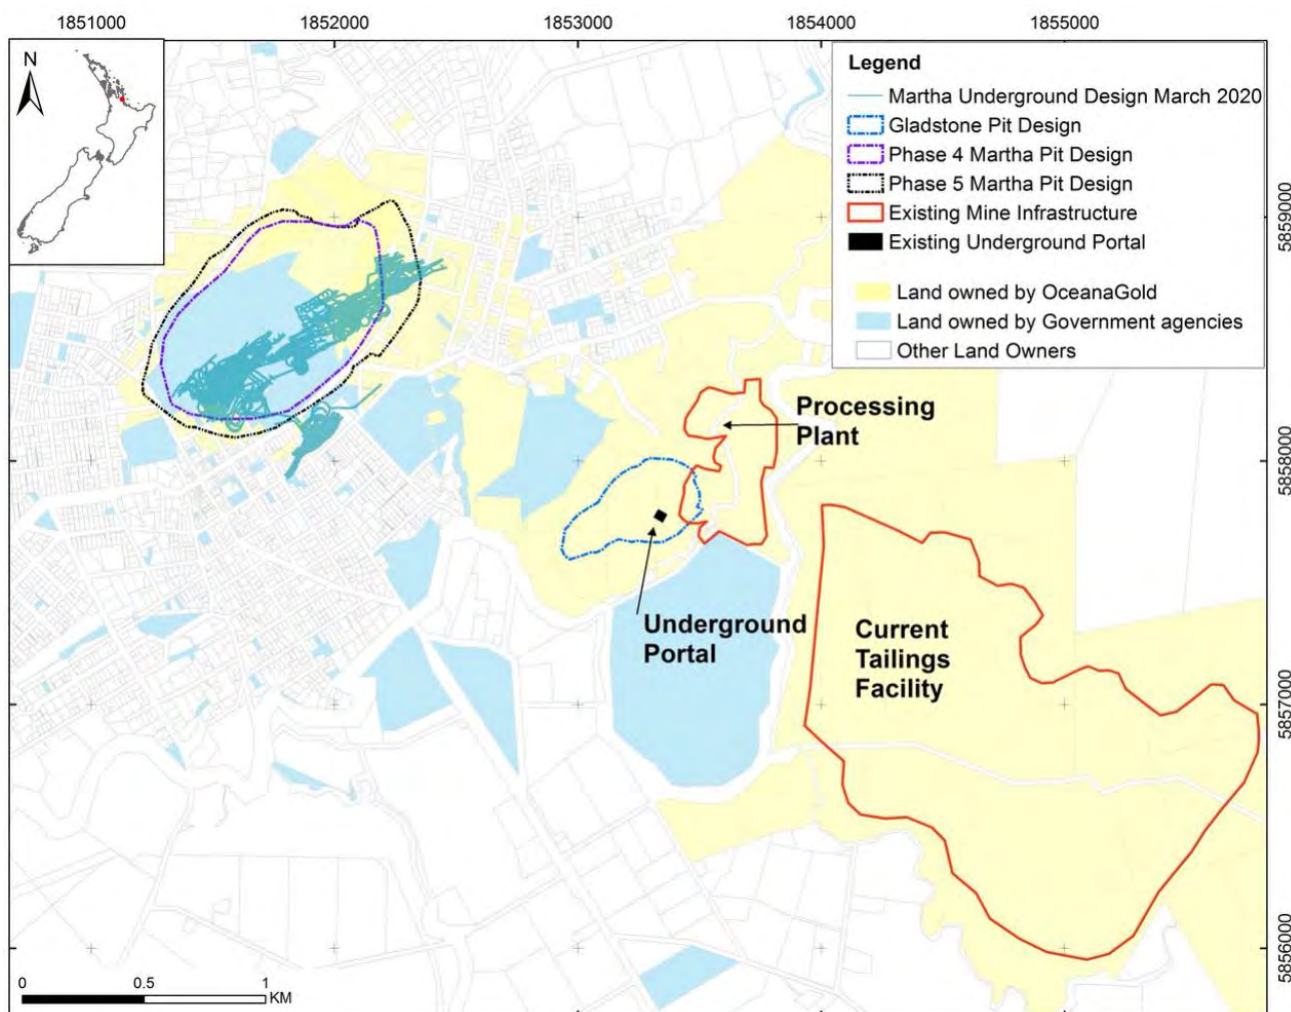 1851000 1852000 1853000 1854000 1855000
N
Legend
Martha Underground Design March 2020
Gladstone Pit Design
Phase 4 Martha Pit Design
Phase 5 Martha Pit Design
Existing Mine Infrastructure
Existing Underground Portal
Land owned by OceanaGold
Land owned by Government agencies
Other Land Owners
5859000
Processing
Plant
5858000
Underground
Portal
Current
Tailings
Facility
5857000
5856000
0 0.5 1
KM